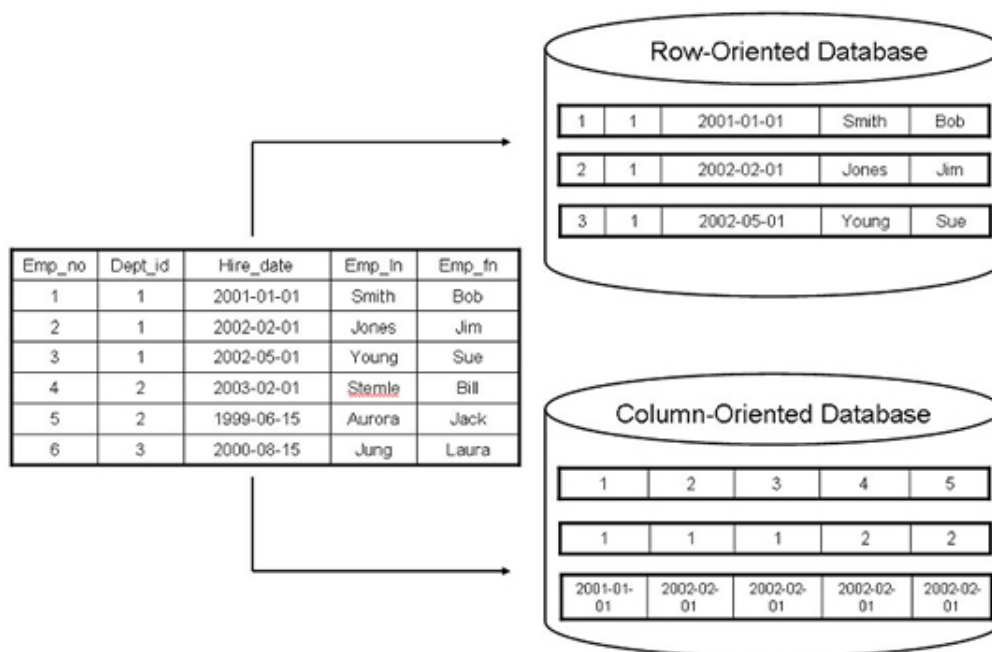 Row-Oriented Database
1 1 2001-01-01 Smith Bob
2 1 2002-02-01 Jones Jim
3 1 2002-05-01 Young Sue
Emp_no Dept_id Hire_date Emp_ln Emp_fn
1 1 2001-01-01 Smith Bob
2 1 2002-02-01 Jones Jim
3 1 2002-05-01 Young Sue
4 2 2003-02-01 Stemle Bill
5 2 1999-06-15 Aurora Jack
6 3 2000-08-15 Jung Laura
Column-Oriented Database
1 2 3 4 5
1 1 1 2 2
2001-01- 2002-02- 2002-02- 2002-02- 2002-02-
01 01 01 01 01